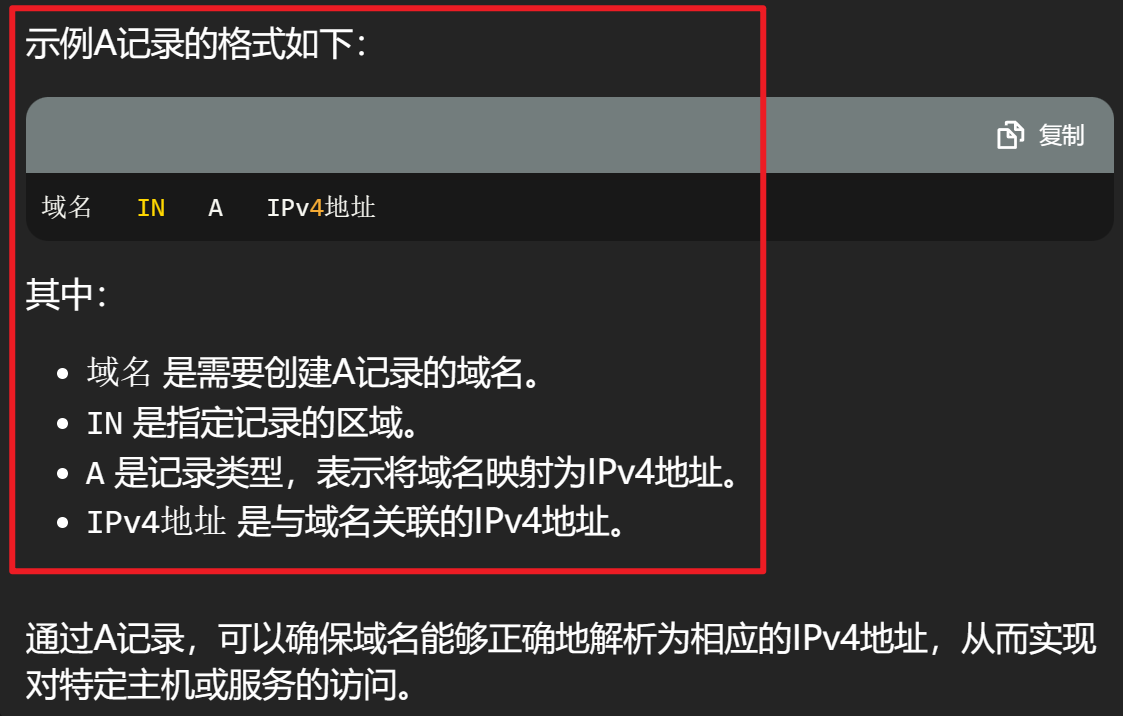 示例A记录的格式如下：
复制
域名 IN A IPv4地址
其中：
• 域名 是需要创建A记录的域名。
• IN 是指定记录的区域。
• A 是记录类型，表示将域名映射为IPv4地址。
• IPv4地址 是与域名关联的IPv4地址。
通过A记录，可以确保域名能够正确地解析为相应的IPv4地址，从而实现
对特定主机或服务的访问。